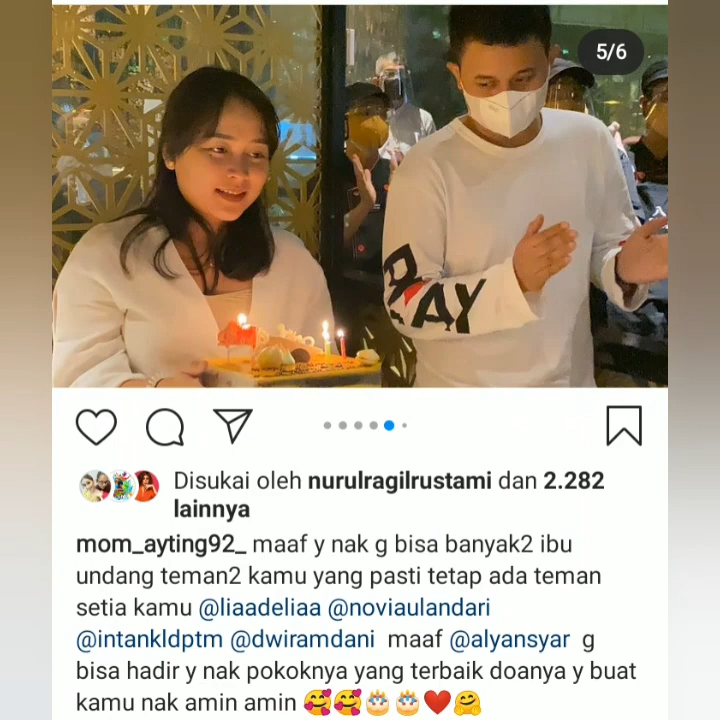 5/6
RAY
Disukai oleh nurulragilrustami dan 2.282
lainnya
mom_ayting92_ maaf y nak g bisa banyak2 ibu
undang teman2 kamu yang pasti tetap ada teman
setia kamu @liaadeliaa @noviaulandari
@intankldptm @dwiramdani maaf @alyansyar g
bisa hadir y nak pokoknya yang terbaik doanya y buat
kamu nak amin amin 🥰🥰🎂🎂❤️🤗